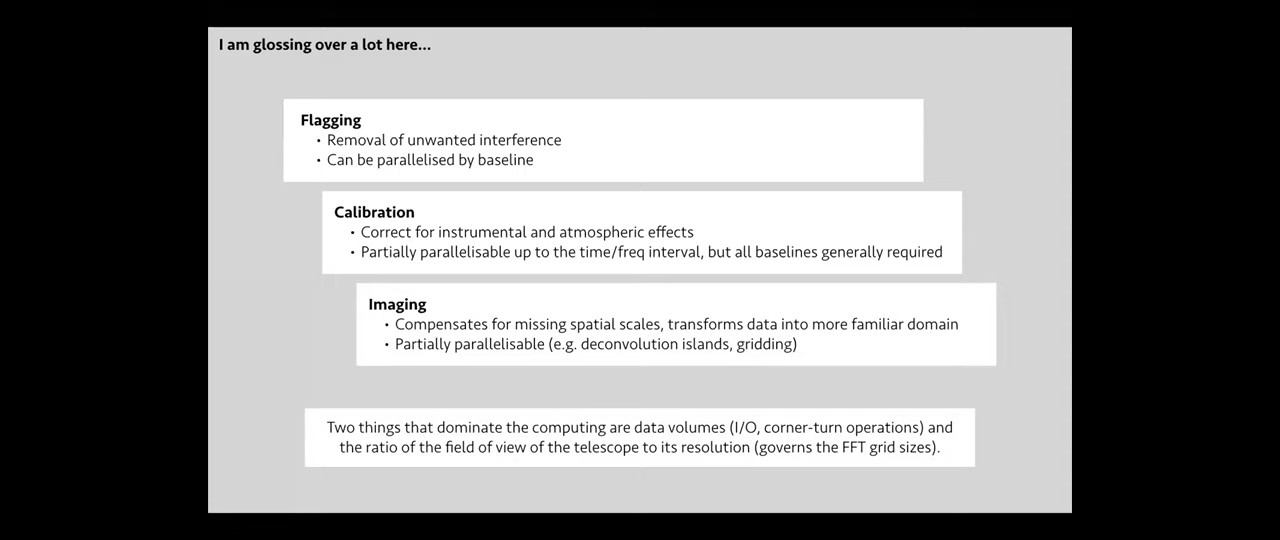 I am glossing over a lot here...
Flagging
• Removal of unwanted interference
• Can be parallelised by baseline
Calibration
• Correct for instrumental and atmospheric effects
• Partially parallelisable up to the time/freq interval, but all baselines generally required
Imaging
• Compensates for missing spatial scales, transforms data into more familiar domain
• Partially parallelisable (e.g. deconvolution islands, gridding)
Two things that dominate the computing are data volumes (I/O, corner-turn operations) and
the ratio of the field of view of the telescope to its resolution (governs the FFT grid sizes).